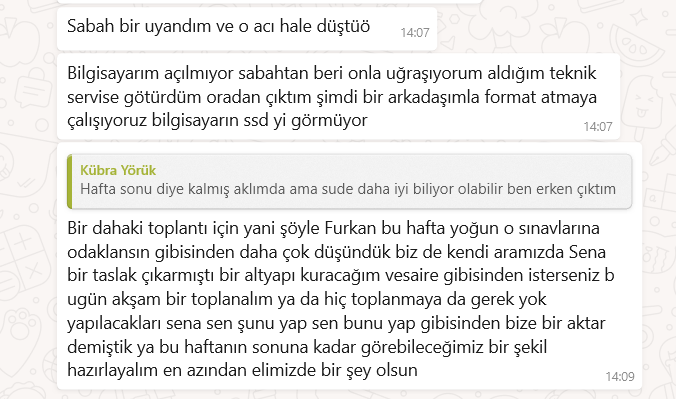 Sabah bir uyandım ve o acı hale düştüö
14:07
Bilgisayarım açılmıyor sabahtan beri onla uğraşıyorum aldığım teknik
servise götürdüm oradan çıktım şimdi bir arkadaşımla format atmaya
çalışıyoruz bilgisayarın ssd yi görmüyor
14:07
Kübra Yörük
Hafta sonu diye kalmış aklımda ama sude daha iyi biliyor olabilir ben erken çıktım
Bir dahaki toplantı için yani şöyle Furkan bu hafta yoğun o sınavlarına
odaklansın gibisinden daha çok düşündük biz de kendi aramızda Sena
bir taslak çıkarmıştı bir altyapı kuracağım vesaire gibisinden isterseniz b
ugün akşam bir toplanalım ya da hiç toplanmaya da gerek yok
yapılacakları sena sen şunu yap sen bunu yap gibisinden bize bir aktar
demiştik ya bu haftanın sonuna kadar görebileceğimiz bir şekil
hazırlayalım en azından elimizde bir şey olsun
14:09